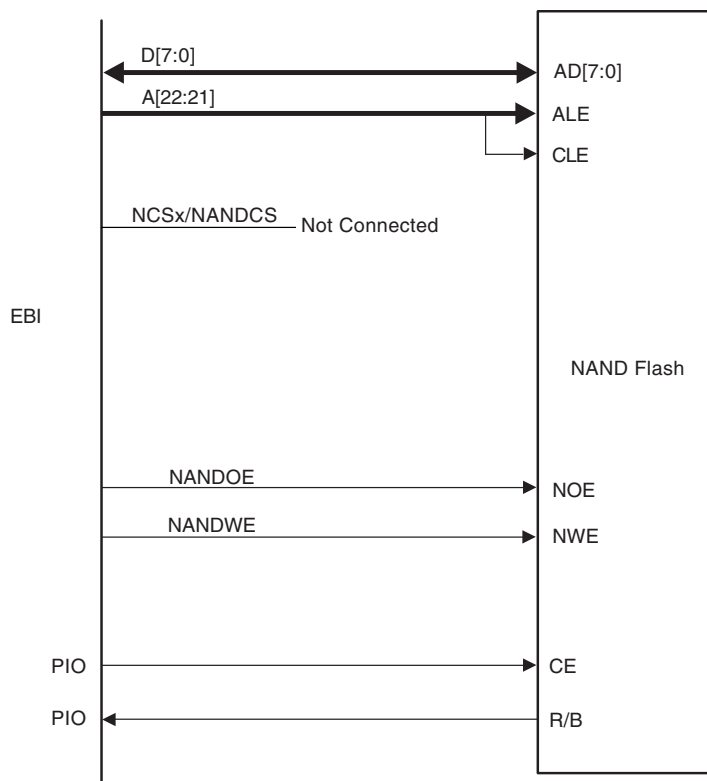 D[7:0]
AD[7:0]
A[22:21]
ALE
CLE
NCSx/NANDCS
Not Connected
EBI
NAND Flash
NANDOE
NOE
NANDWE
NWE
PIO
CE
PIO
R/B